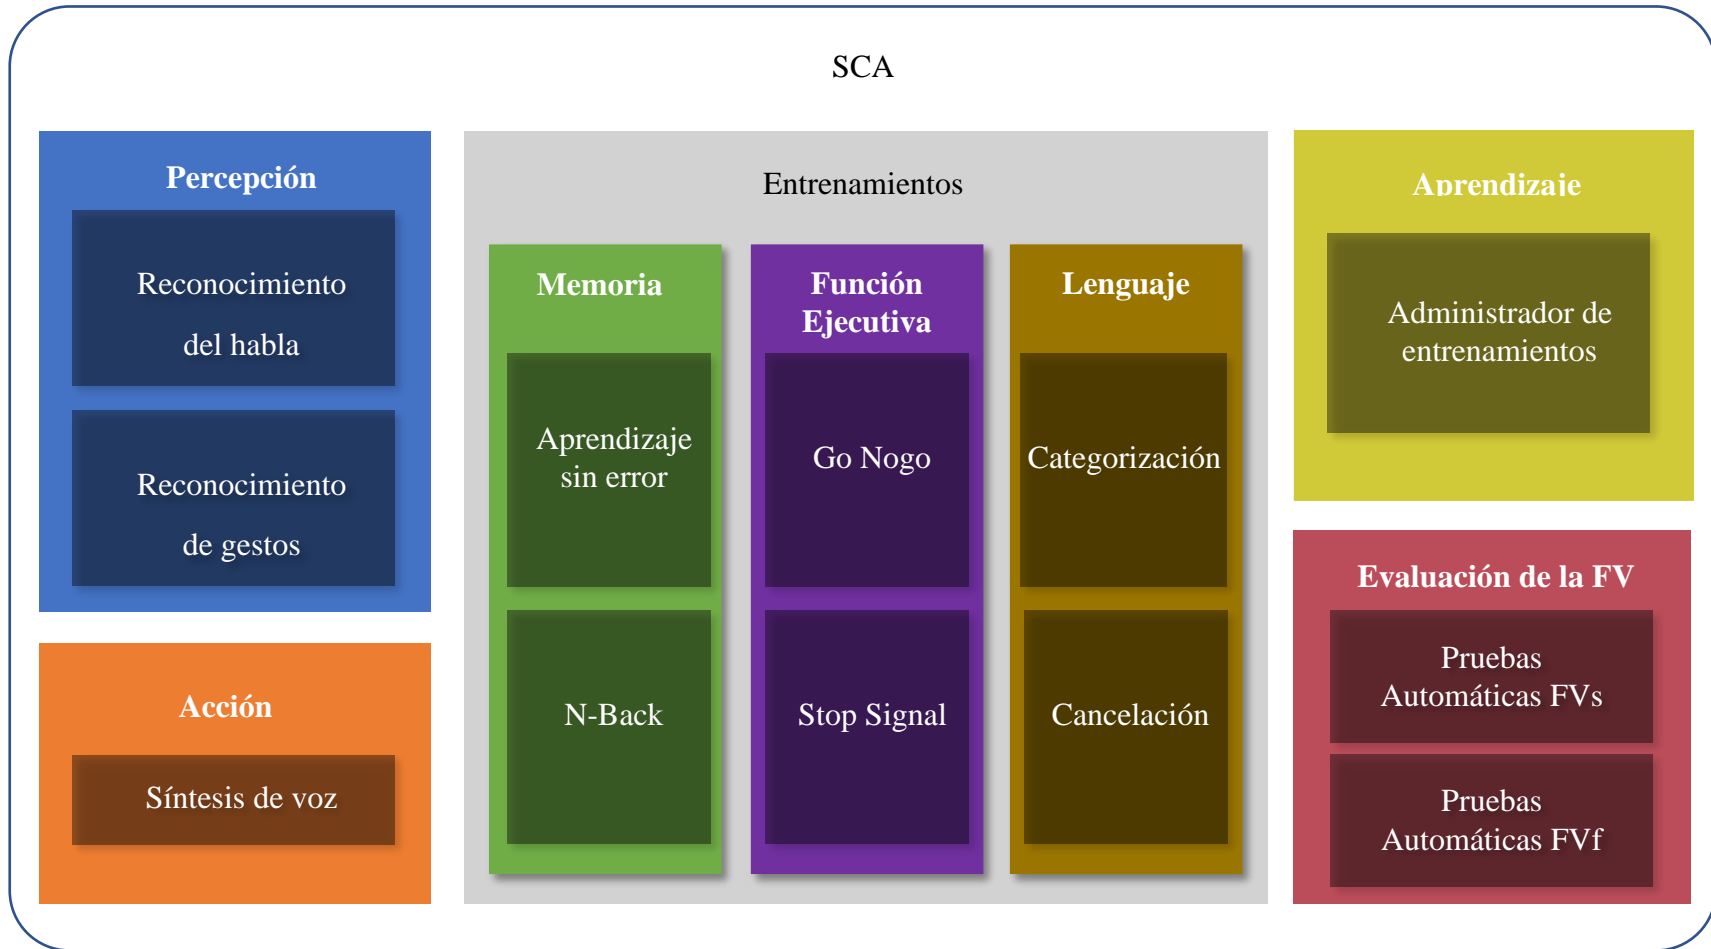 SCA
Percepción
Reconocimiento
del habla
Reconocimiento
de gestos
Acción
Síntesis de voz
Entrenamientos
Memoria
Aprendizaje
sin error
N-Back
Función
Ejecutiva
Go Nogo
Stop Signal
Lenguaje
Categorización
Cancelación
Aprendizaje
Administrador de
entrenamientos
Evaluación de la FV
Pruebas
Automáticas FVs
Pruebas
Automáticas FVf